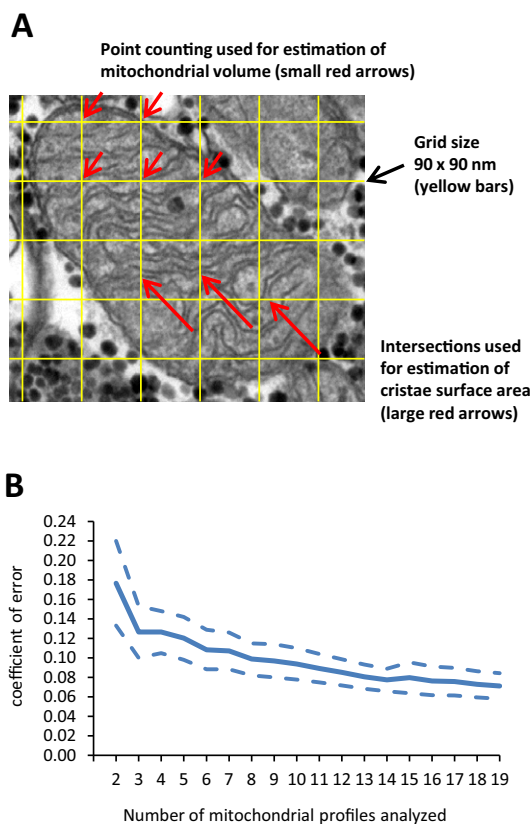 A
Point counting used for estimation of
mitochondrial volume (small red arrows)
Grid size
90 x 90 nm
(yellow bars)
Intersections used
for estimation of
cristae surface area
(large red arrows)
B
coefficient of error
0.24
0.22
0.20
0.18
0.16
0.14
0.12
0.10
0.08
0.06
0.04
0.02
0.00
2 3 4 5 6 7 8 9 10 11 12 13 14 15 16 17 18 19
Number of mitochondrial profiles analyzed